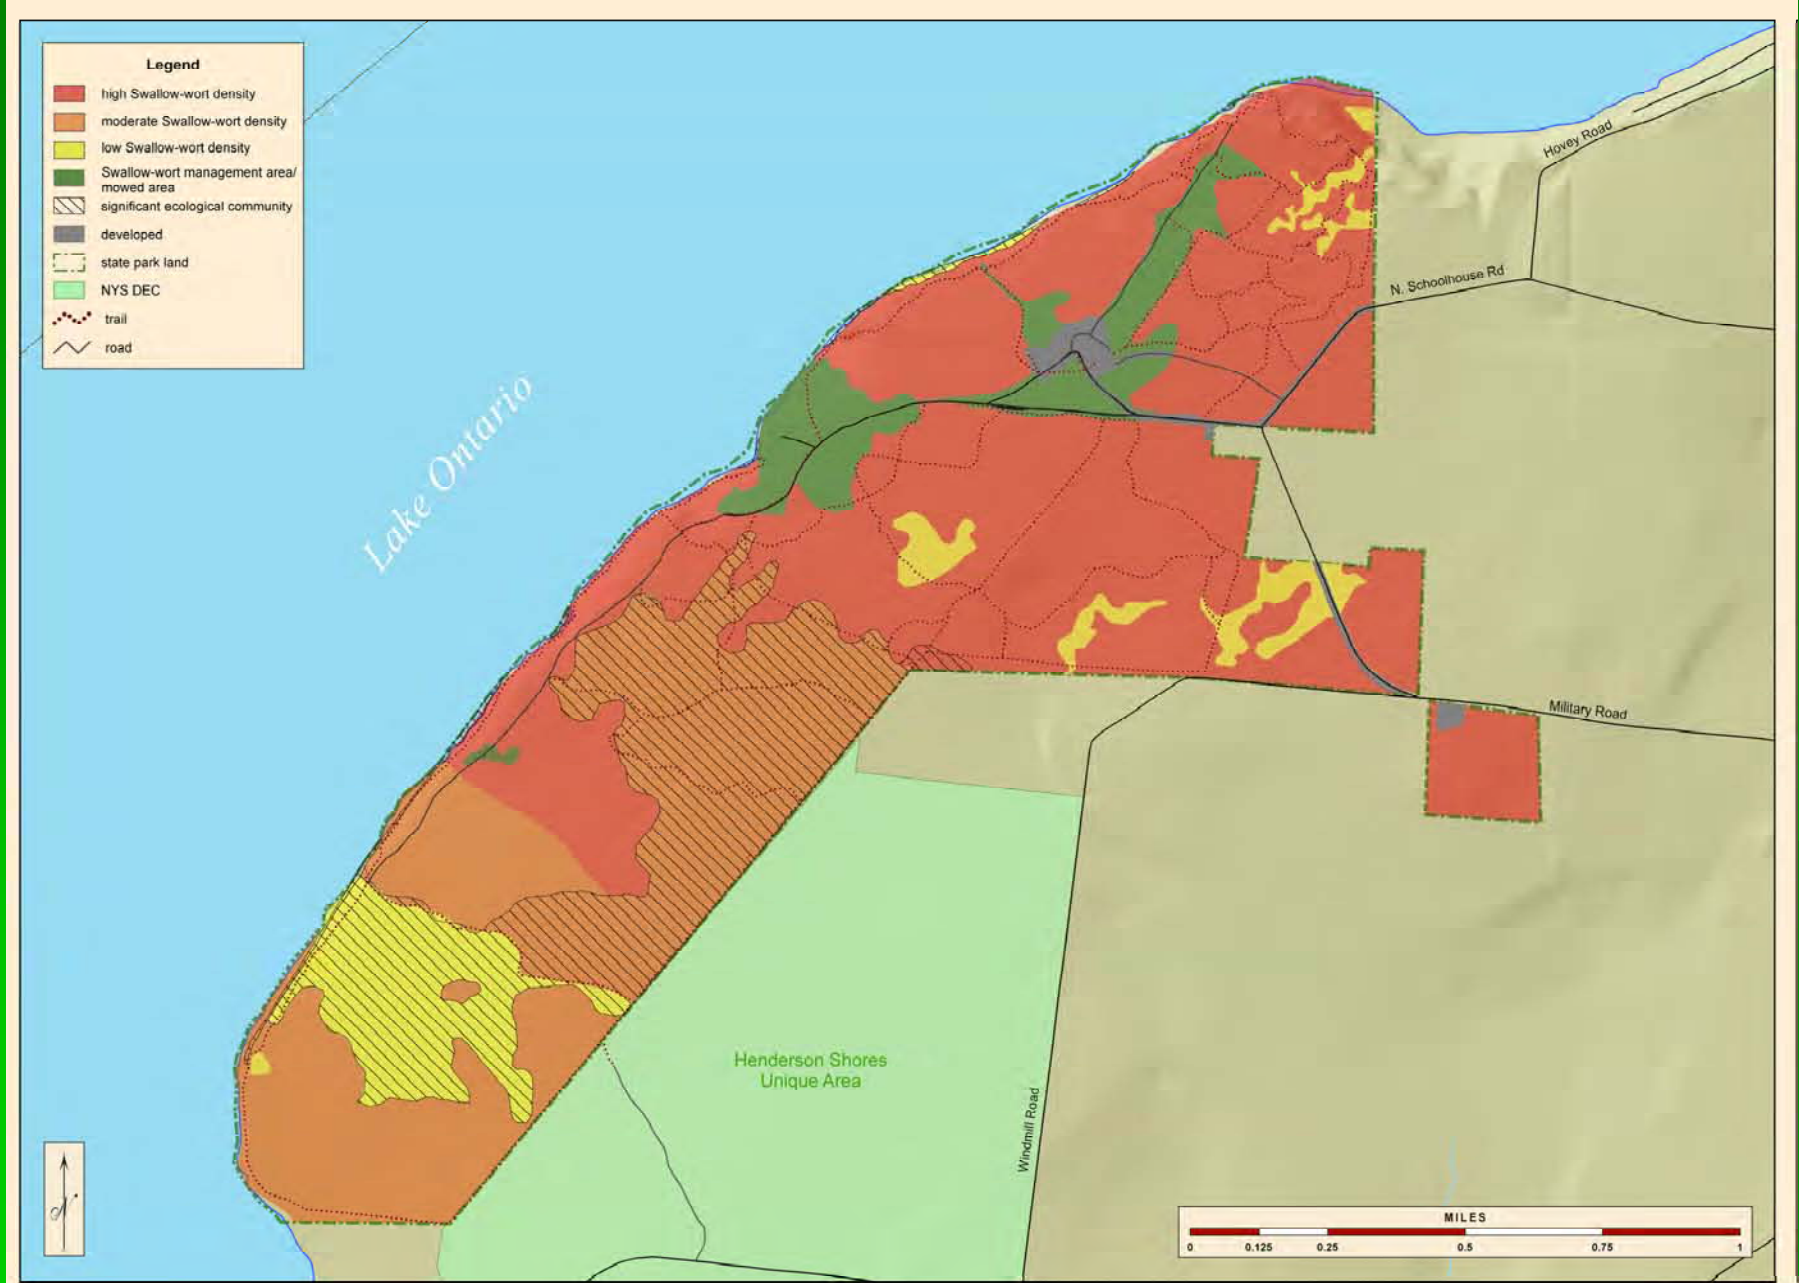 Legend
high Swallow-wort density
moderate Swallow-wort density
low Swallow-wort density
Swallow-wort management area/
mowed area
significant ecological community
developed
state park land
NYS DEC
trail
road
Lake Ontario
Hovey Road
N. Schoolhouse Rd
Military Road
Henderson Shores
Unique Area
Windmill Road
N
MILES
0 0.125 0.25 0.5 0.75 1